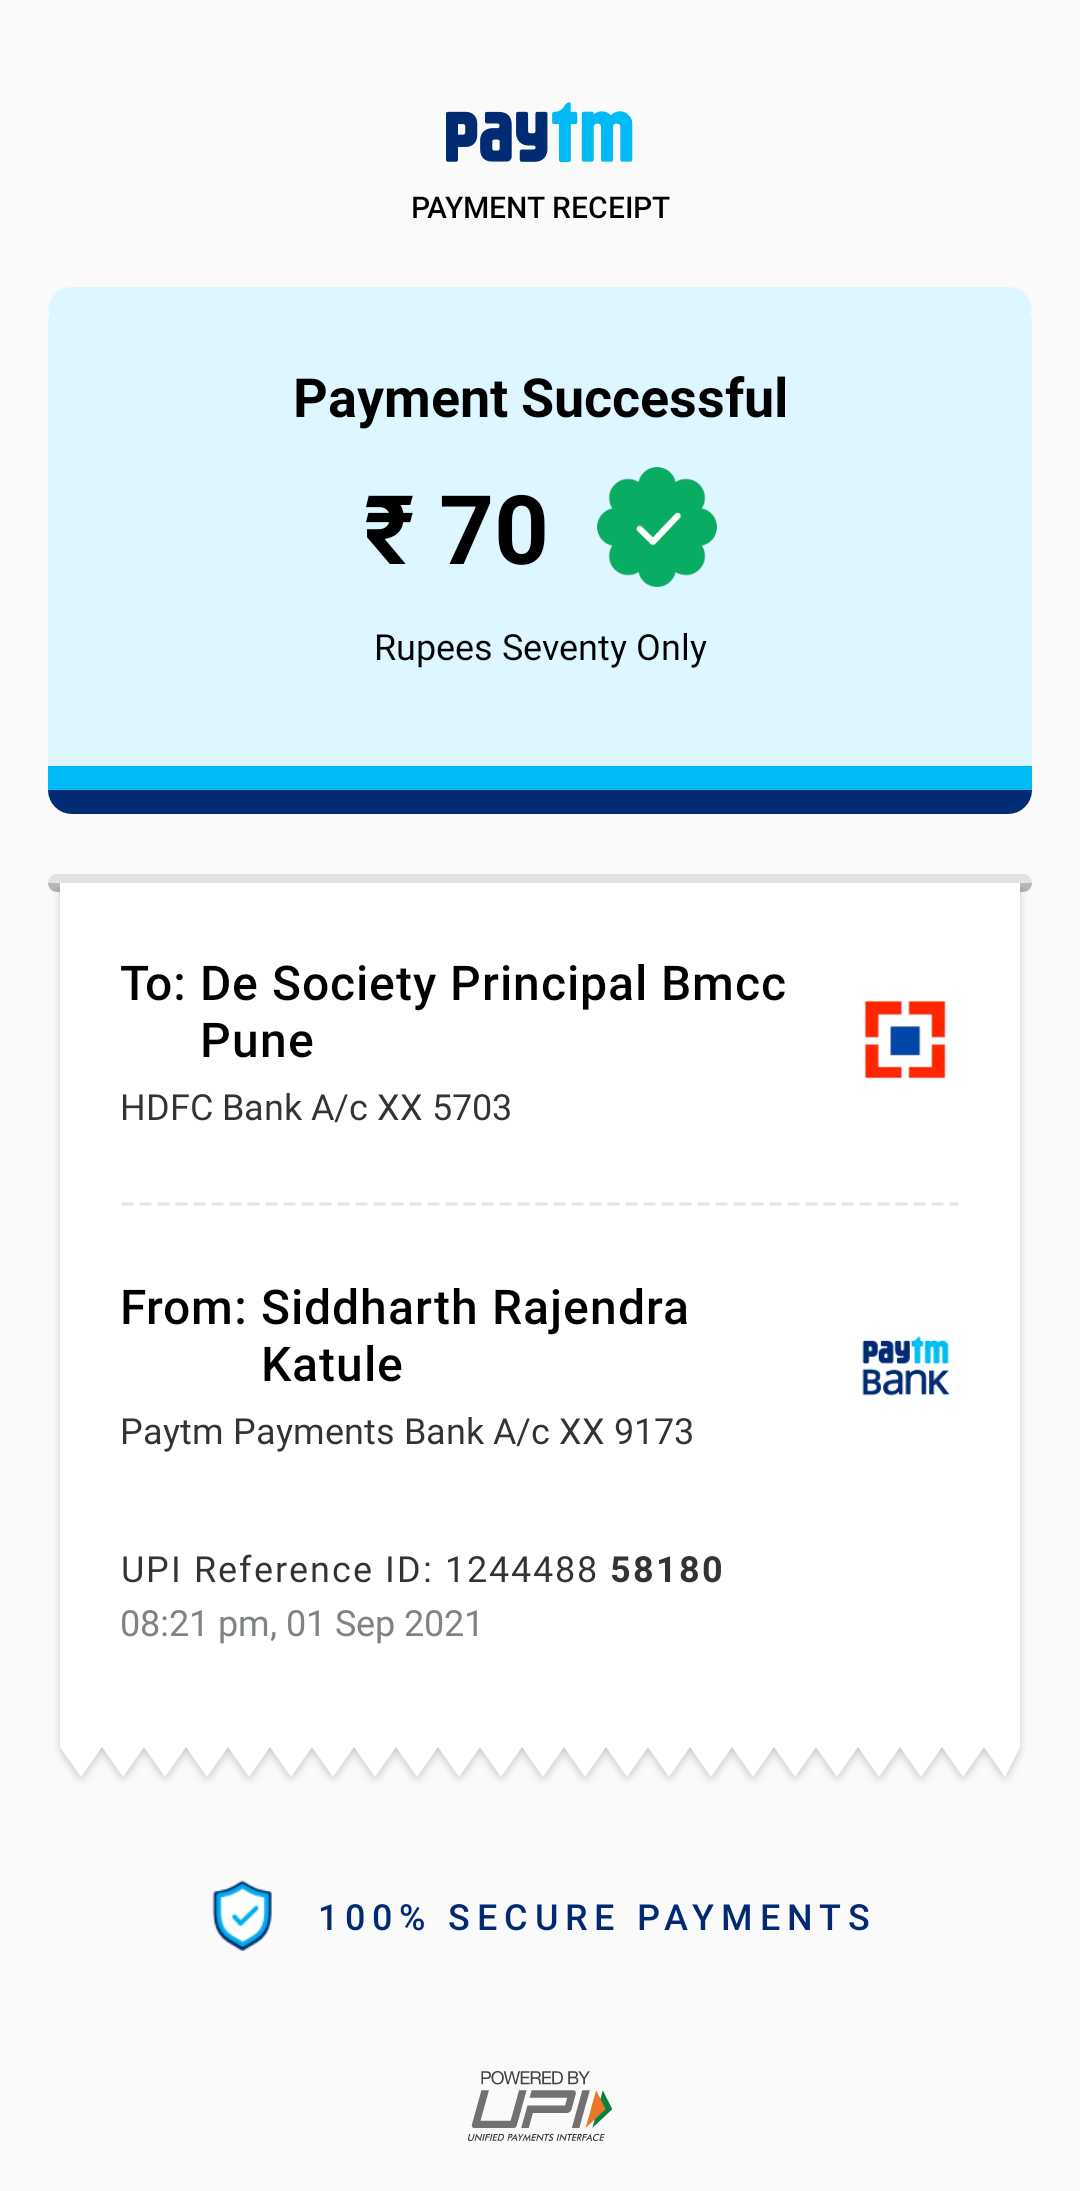 paytm
PAYMENT RECEIPT
Payment Successful
₹ 70
Rupees Seventy Only
To: De Society Principal Bmcc
Pune
HDFC Bank A/c XX 5703
From: Siddharth Rajendra
Katule
paytm
BANK
Paytm Payments Bank A/c XX 9173
UPI Reference ID: 1244488 58180
08:21 pm, 01 Sep 2021
100% SECURE PAYMENTS
POWERED BY
UPI
UNIFIED PAYMENTS INTERFACE